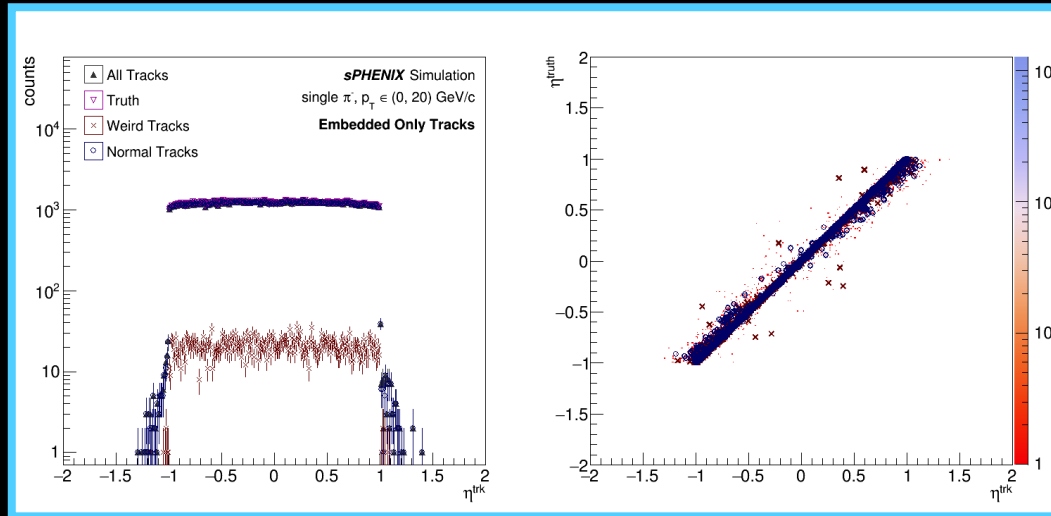 counts
All Tracks
Truth
Weird Tracks
Normal Tracks
sPHENIX Simulation
single π⁻, p_T ∈ (0, 20) GeV/c
Embedded Only Tracks
10⁴
10³
10²
10
1
−2 −1.5 −1 −0.5 0 0.5 1 1.5 2
η^trk
η^truth
2
1.5
1
0.5
0
−0.5
−1
−1.5
−2
−2 −1.5 −1 −0.5 0 0.5 1 1.5 2
η^trk
10
10
10
1